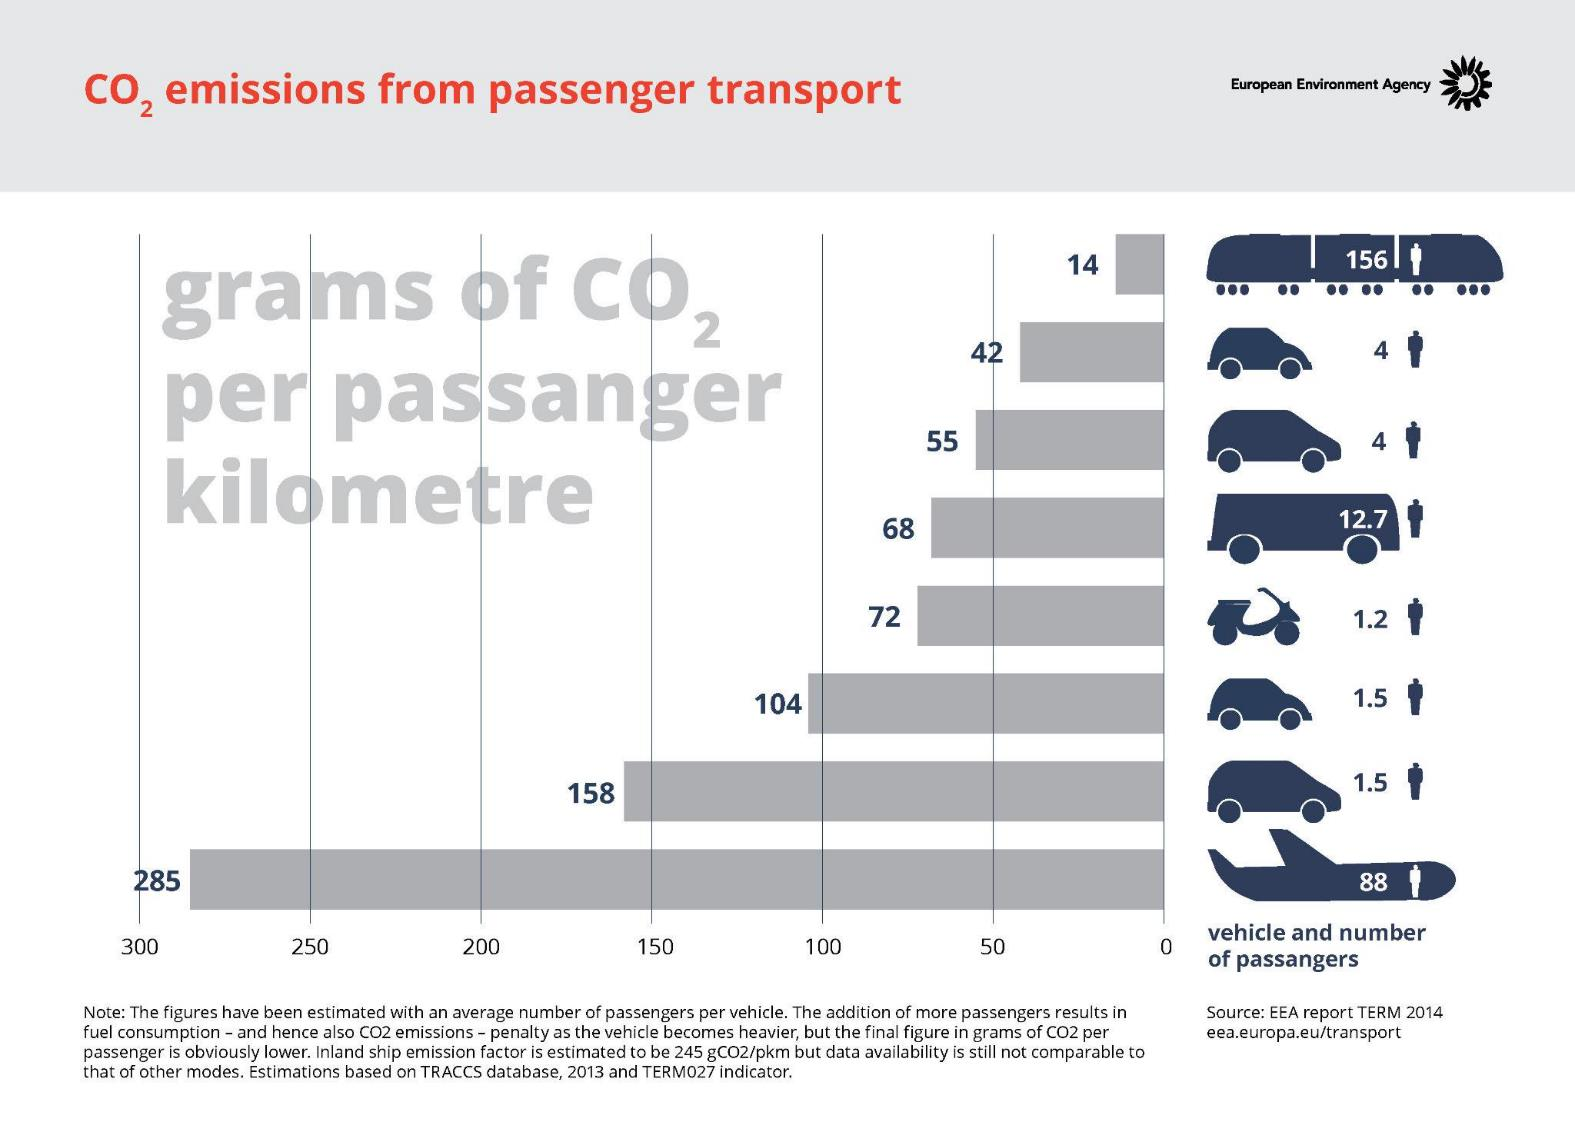 CO2 emissions from passenger transport
European Environment Agency
grams of CO2
per passanger
kilometre
14
156
42
4
55
4
68
12.7
72
1.2
104
1.5
158
1.5
285
88
300 250 200 150 100 50 0
vehicle and number
of passangers
Note: The figures have been estimated with an average number of passengers per vehicle. The addition of more passengers results in
fuel consumption – and hence also CO2 emissions – penalty as the vehicle becomes heavier, but the final figure in grams of CO2 per
passenger is obviously lower. Inland ship emission factor is estimated to be 245 gCO2/pkm but data availability is still not comparable to
that of other modes. Estimations based on TRACCS database, 2013 and TERM027 indicator.
Source: EEA report TERM 2014
eea.europa.eu/transport